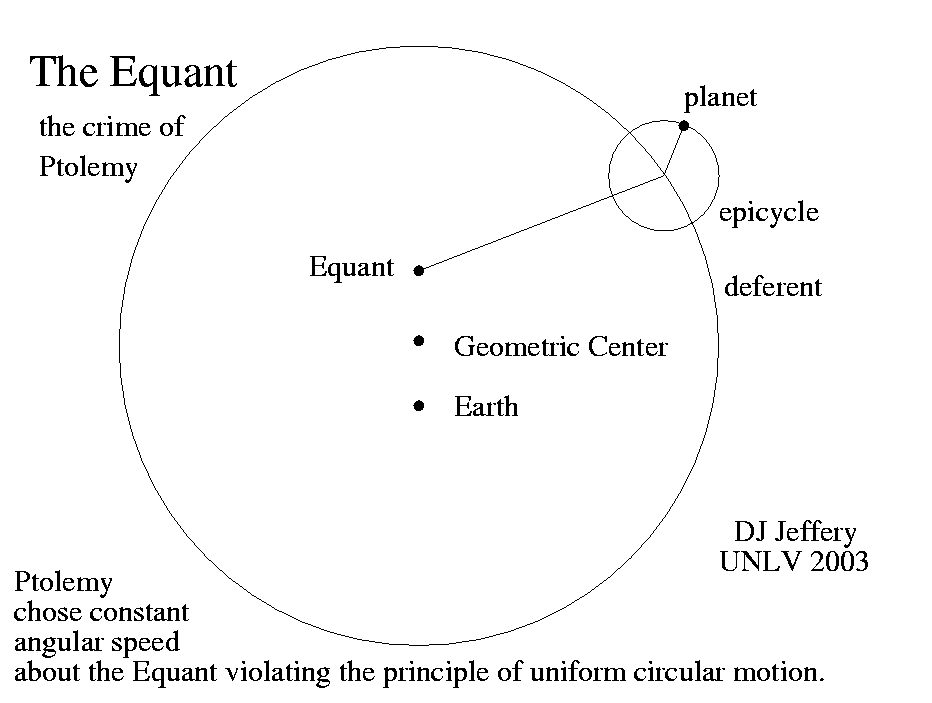 The Equant
the crime of
Ptolemy
planet
epicycle
Equant
deferent
Geometric Center
Earth
DJ Jeffery
UNLV 2003
Ptolemy
chose constant
angular speed
about the Equant violating the principle of uniform circular motion.